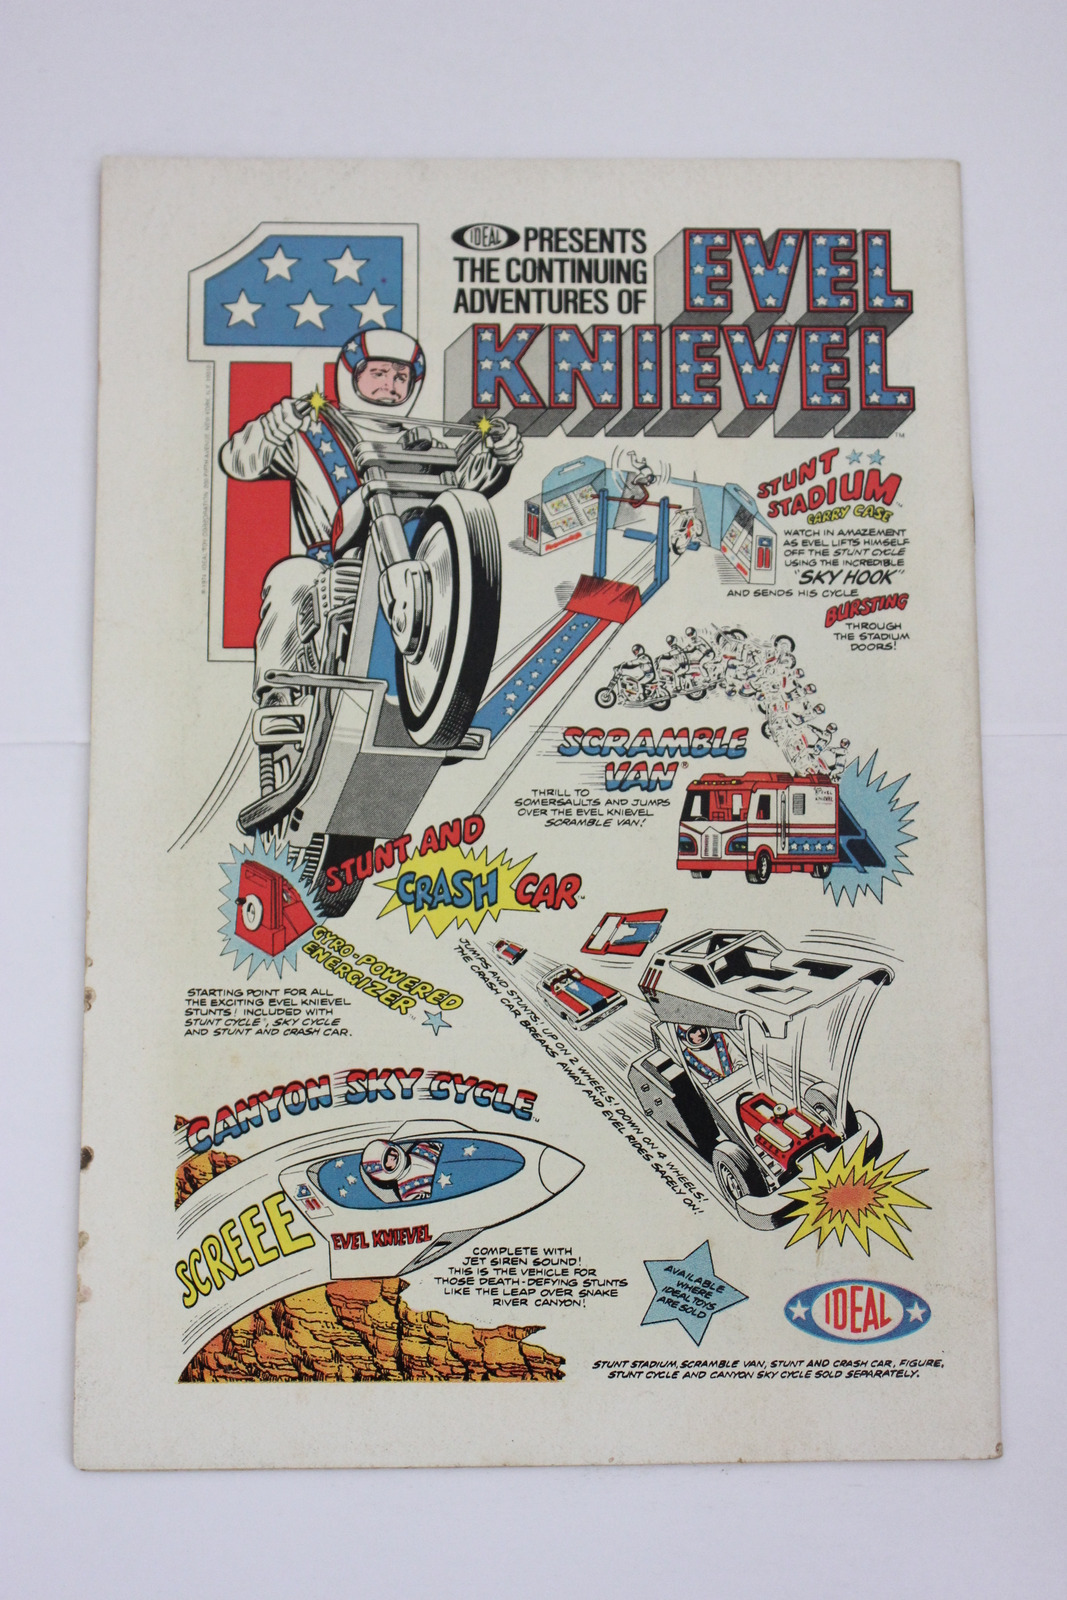 IDEAL PRESENTS
THE CONTINUING
ADVENTURES OF
EVEL
KNIEVEL™
STUNT
STADIUM™
CARRY CASE
WATCH IN AMAZEMENT
AS EVEL LIFTS HIMSELF
OFF THE STUNT CYCLE
USING THE INCREDIBLE
"SKY HOOK"
AND SENDS HIS CYCLE
BURSTING
THROUGH
THE STADIUM
DOORS!
SCRAMBLE
VAN®
THRILL TO
SOMERSAULTS AND JUMPS
OVER THE EVEL KNIEVEL
SCRAMBLE VAN!
EVEL
KNIEVEL
STUNT AND
CRASH CAR™
GYRO-POWERED
ENERGIZER™
STARTING POINT FOR ALL
THE EXCITING EVEL KNIEVEL
STUNTS! INCLUDED WITH
STUNT CYCLE, SKY CYCLE
AND STUNT AND CRASH CAR.
JUMPS AND STUNTS! UP ON 2 WHEELS! DOWN ON 4 WHEELS!
THE CRASH CAR BREAKS AWAY AND EVEL RIDES SAFELY ON!
CANYON SKY CYCLE™
SCREEE
EVEL KNIEVEL
COMPLETE WITH
JET SIREN SOUND!
THIS IS THE VEHICLE FOR
THOSE DEATH-DEFYING STUNTS
LIKE THE LEAP OVER SNAKE
RIVER CANYON!
AVAILABLE
WHERE
IDEAL TOYS
ARE SOLD
IDEAL
STUNT STADIUM, SCRAMBLE VAN, STUNT AND CRASH CAR, FIGURE,
STUNT CYCLE AND CANYON SKY CYCLE SOLD SEPARATELY.